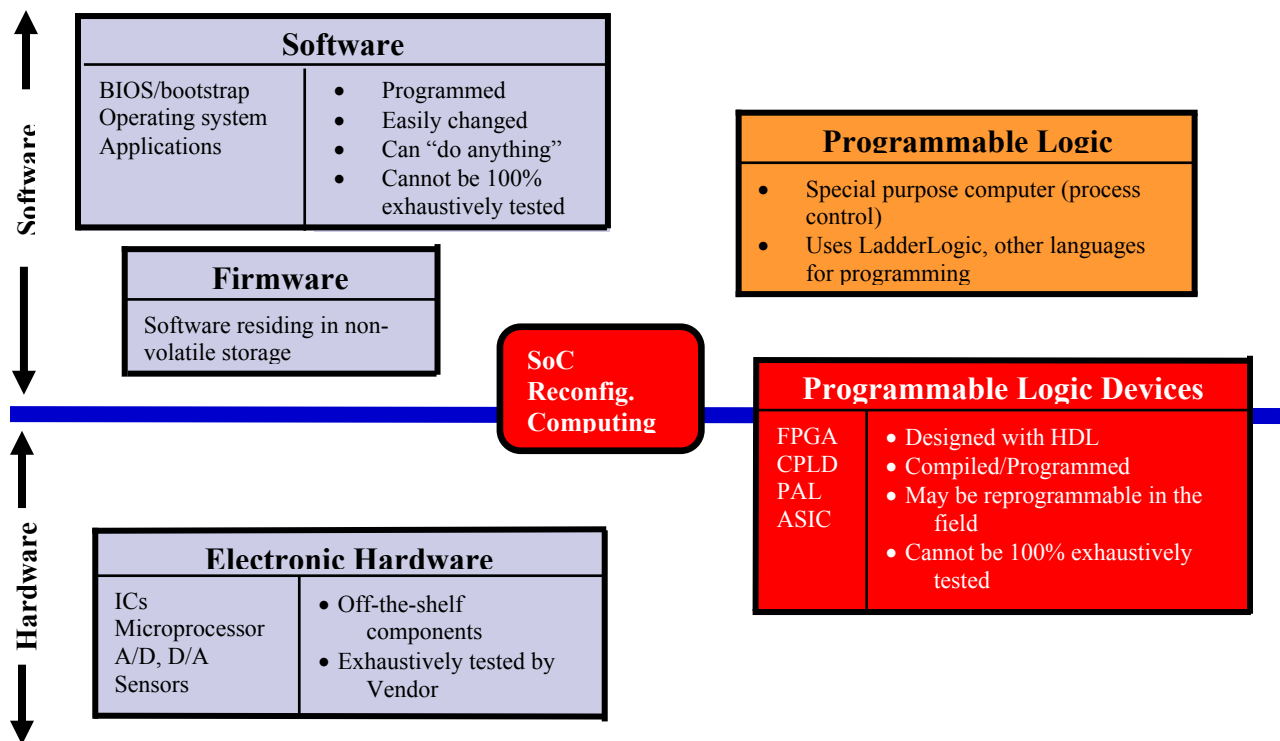 Software
Software
BIOS/bootstrap
Operating system
Applications
• Programmed
• Easily changed
• Can “do anything”
• Cannot be 100%
exhaustively tested
Programmable Logic
• Special purpose computer (process
control)
• Uses LadderLogic, other languages
for programming
Firmware
Software residing in non-
volatile storage
SoC
Reconfig.
Computing
Programmable Logic Devices
FPGA
CPLD
PAL
ASIC
• Designed with HDL
• Compiled/Programmed
• May be reprogrammable in the
field
• Cannot be 100% exhaustively
tested
Hardware
Electronic Hardware
ICs
Microprocessor
A/D, D/A
Sensors
• Off-the-shelf
components
• Exhaustively tested by
Vendor